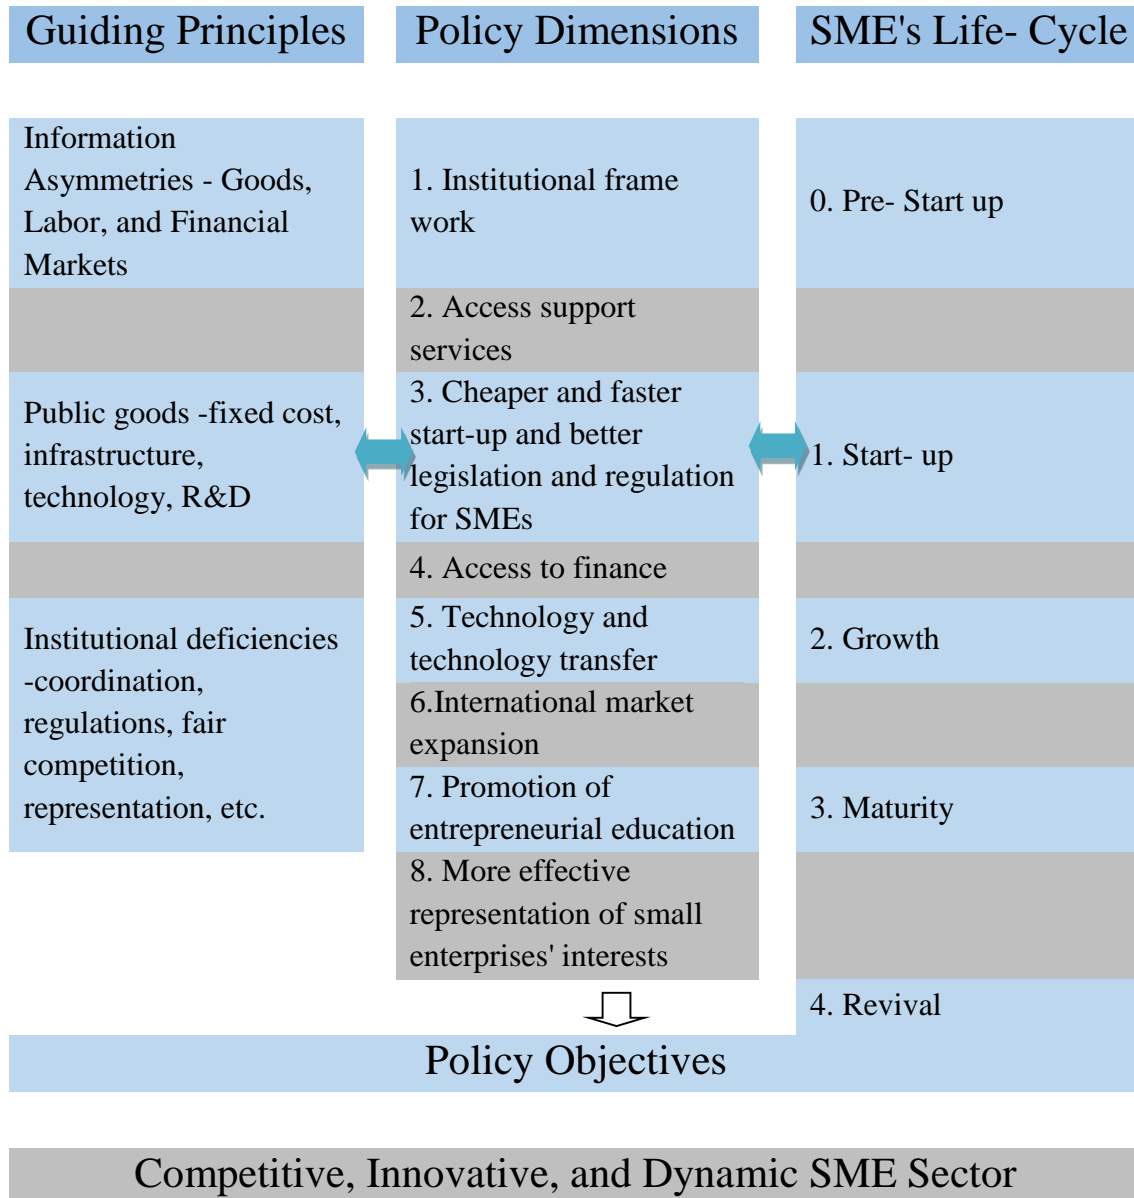 Guiding Principles
Policy Dimensions
SME's Life- Cycle
Information
Asymmetries - Goods,
Labor, and Financial
Markets
Public goods -fixed cost,
infrastructure,
technology, R&D
Institutional deficiencies
-coordination,
regulations, fair
competition,
representation, etc.
1. Institutional frame
work
2. Access support
services
3. Cheaper and faster
start-up and better
legislation and regulation
for SMEs
4. Access to finance
5. Technology and
technology transfer
6.International market
expansion
7. Promotion of
entrepreneurial education
8. More effective
representation of small
enterprises' interests
0. Pre- Start up
1. Start- up
2. Growth
3. Maturity
4. Revival
Policy Objectives
Competitive, Innovative, and Dynamic SME Sector